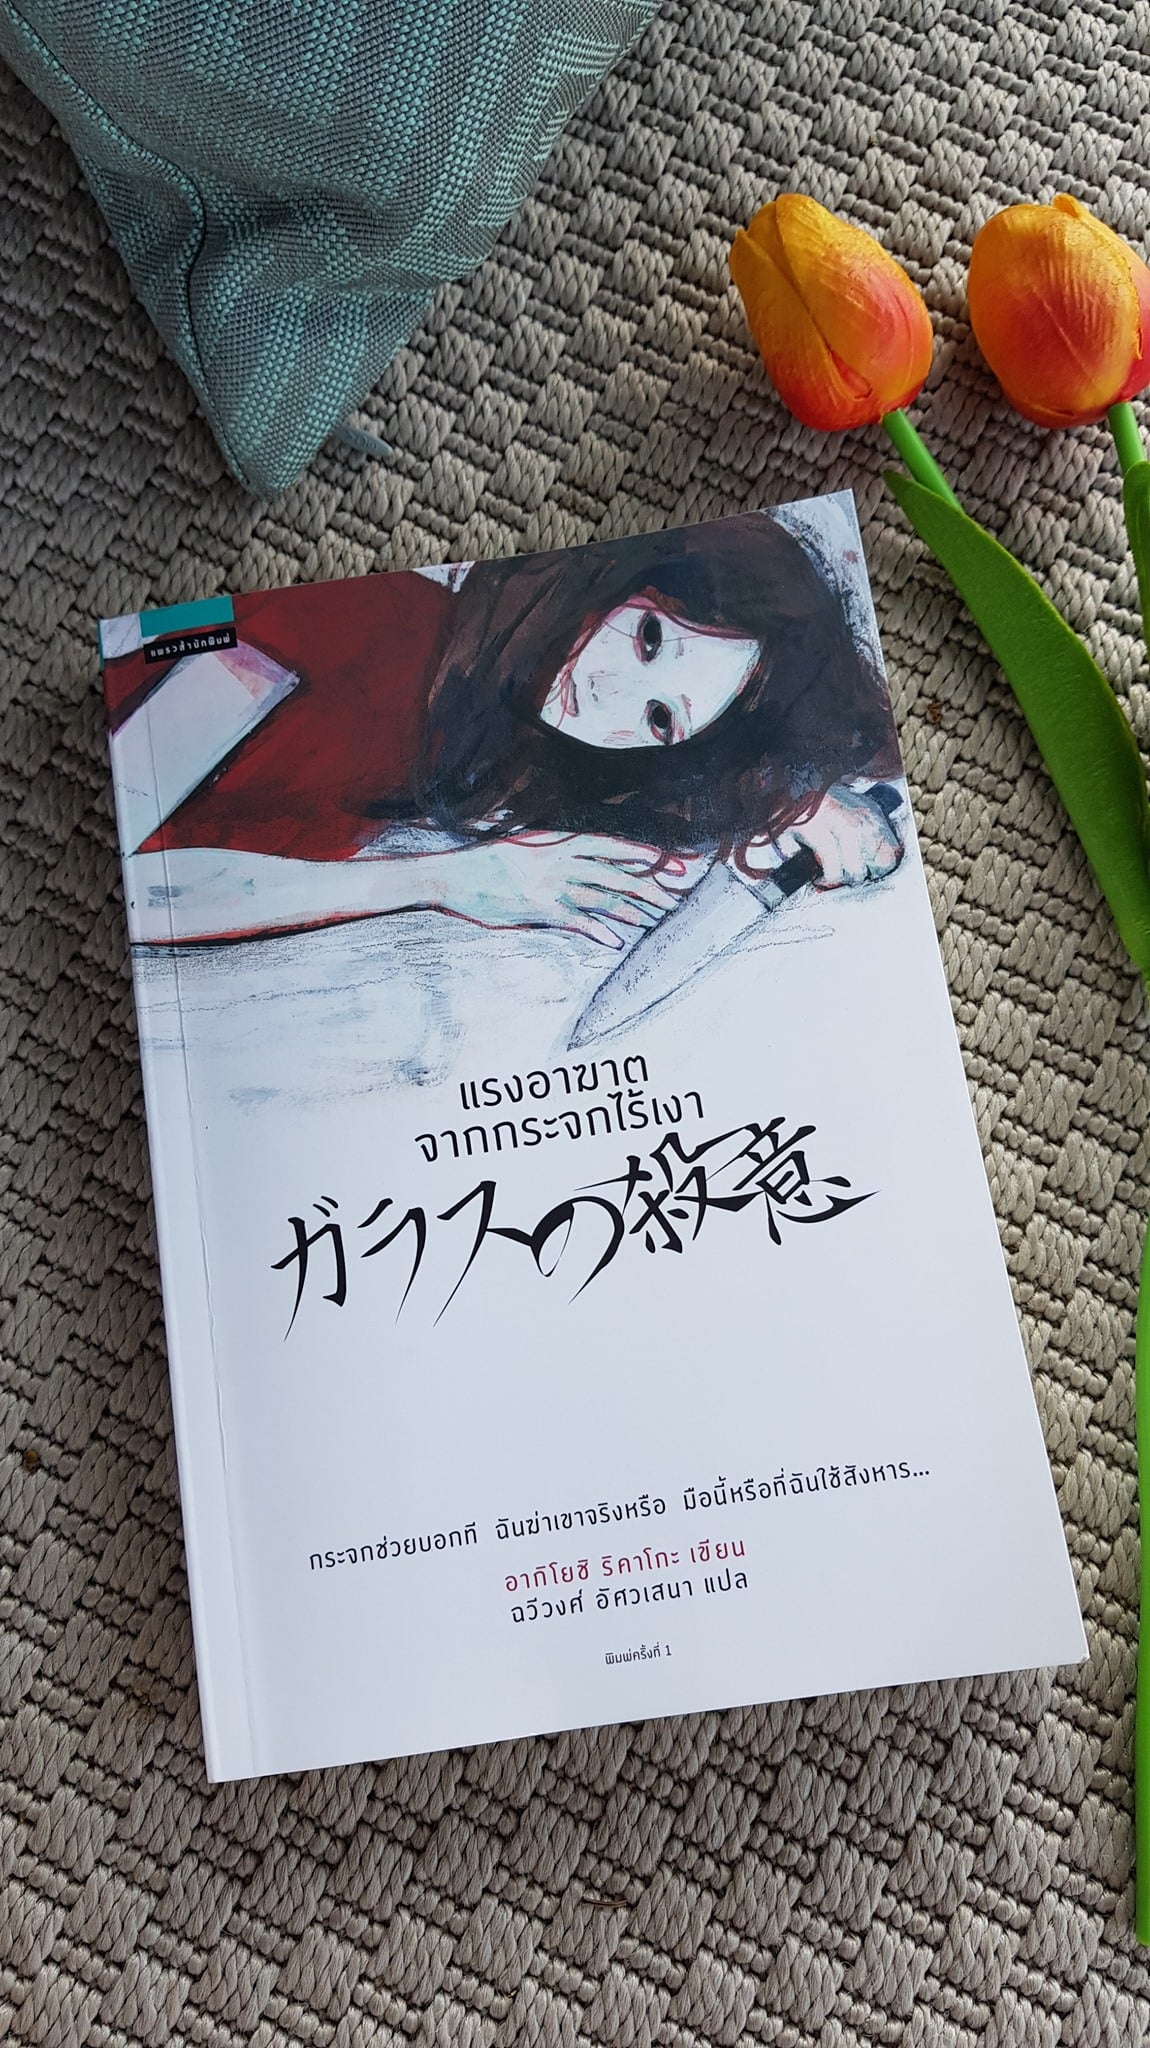 แพรวสำนักพิมพ์
แรงอาฆาต
จากกระจกไร้เงา
ガラスの殺意
กระจกช่วยบอกที ฉันฆ่าเขาจริงหรือ มือนี้หรือที่ฉันใช้สังหาร...
อากิโยชิ ริคาโกะ เขียน
ฉวีวงศ์ อัศวเสนา แปล
พิมพ์ครั้งที่ 1